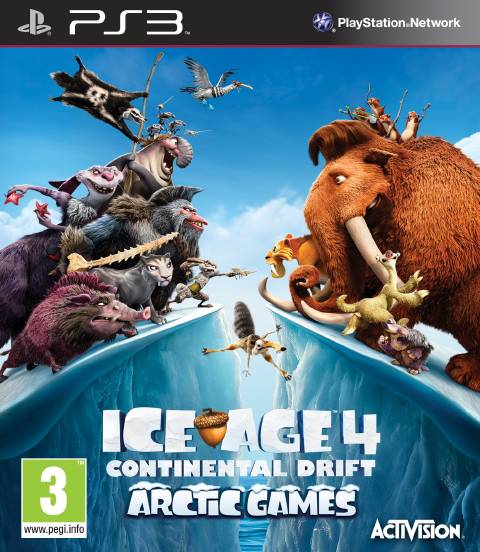 PS3
PlayStation®Network
ICE AGE 4
CONTINENTAL DRIFT
ARCTIC GAMES
3
www.pegi.info
ACTIVISION